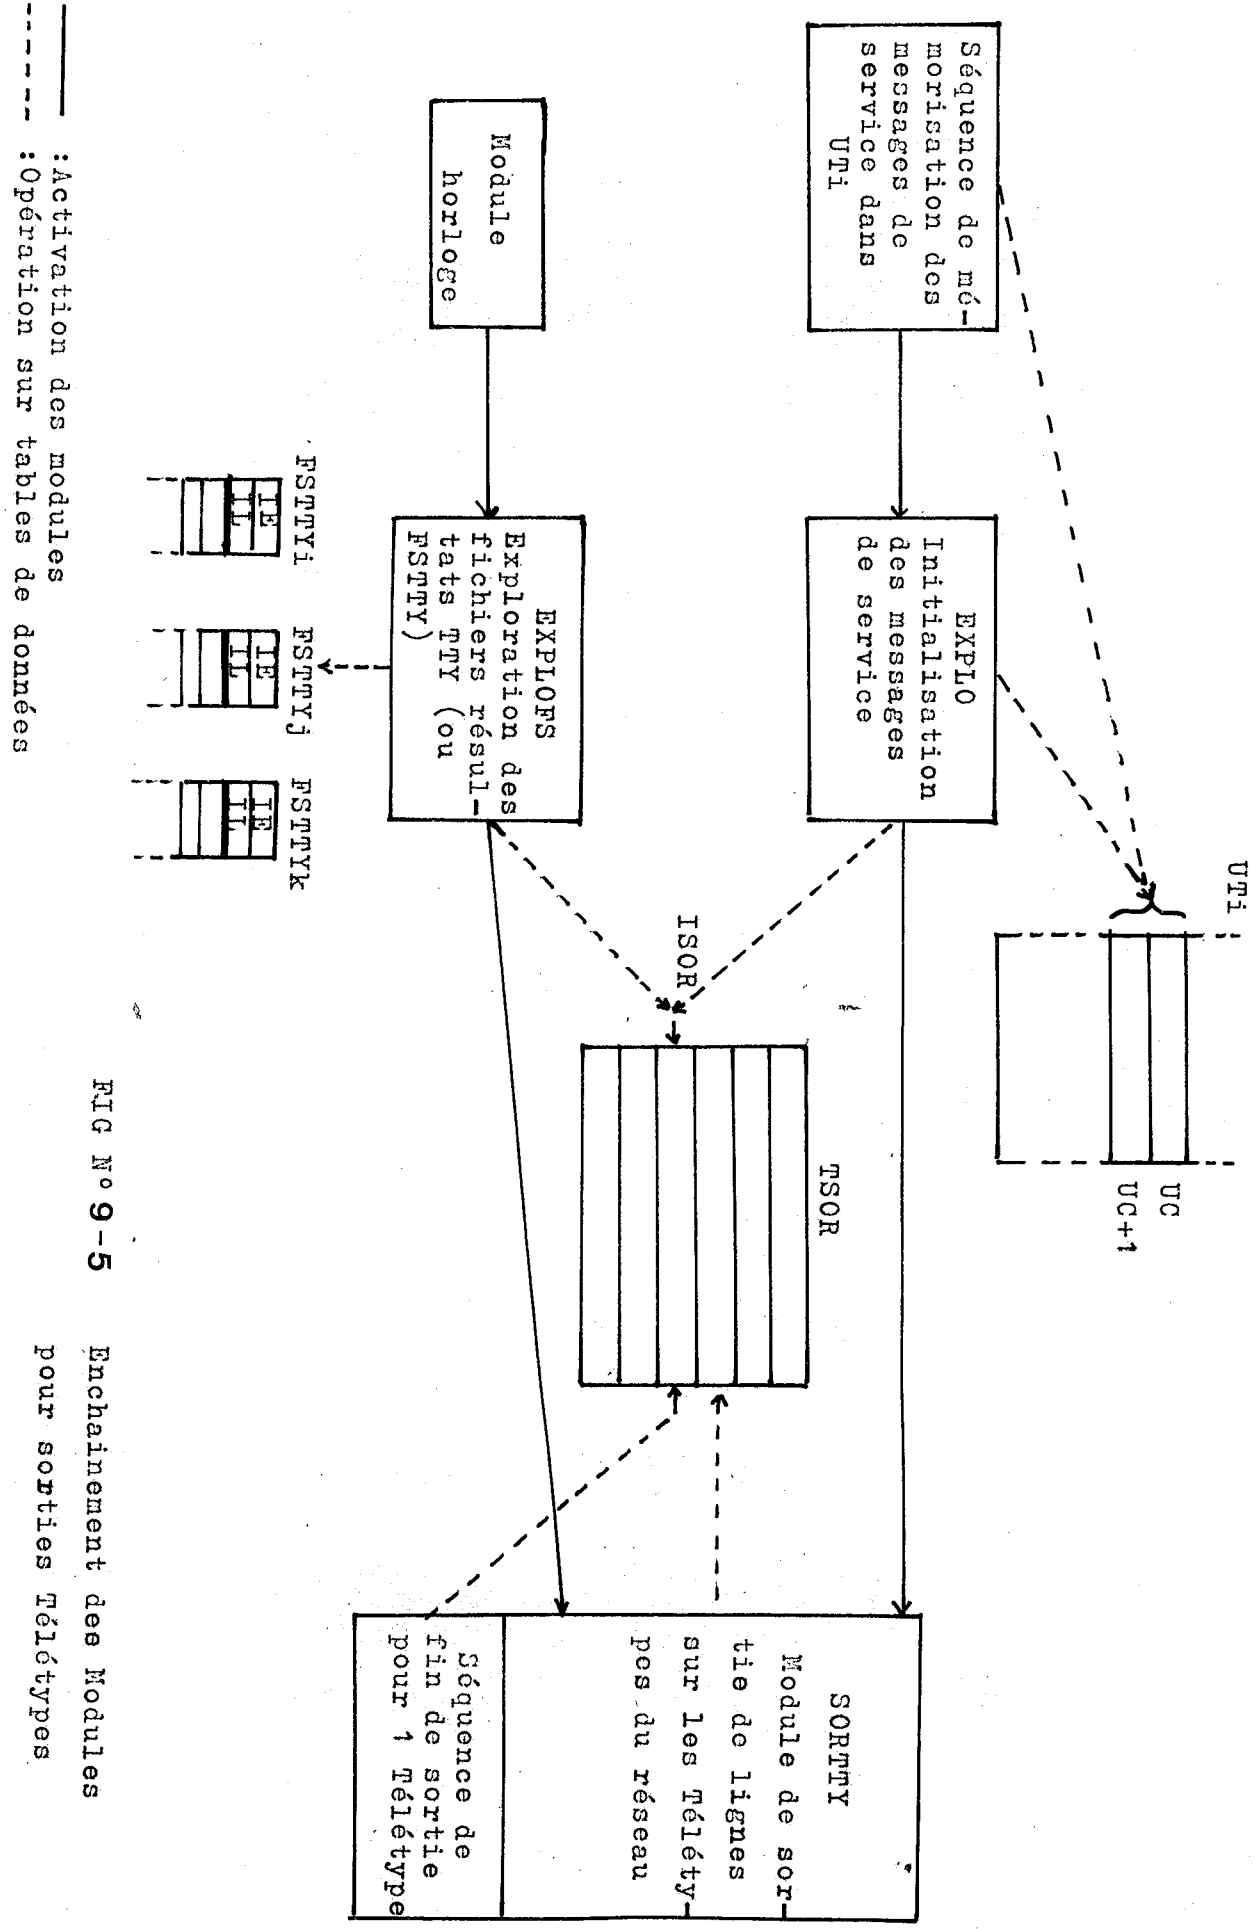 UTi
UC
UC+1
Séquence de mé-
morisation des
messages de
service dans
UTi
EXPLO
Initialisation
des messages
de service
TSOR
ISOR
SORTTY
Module de sor
tie de lignes
sur les Téléty
pes du réseau
Séquence de
fin de sortie
pour 1 Télétype
Module
horloge
EXPLOFS
Exploration des
fichiers résul-
tats TTY (ou
FSTTY)
FSTTYi
IE
IL
FSTTYj
IE
IL
FSTTYk
IE
IL
FIG N° 9-5 Enchainement des Modules
pour sorties Télétypes
:Activation des modules
:Opération sur tables de données